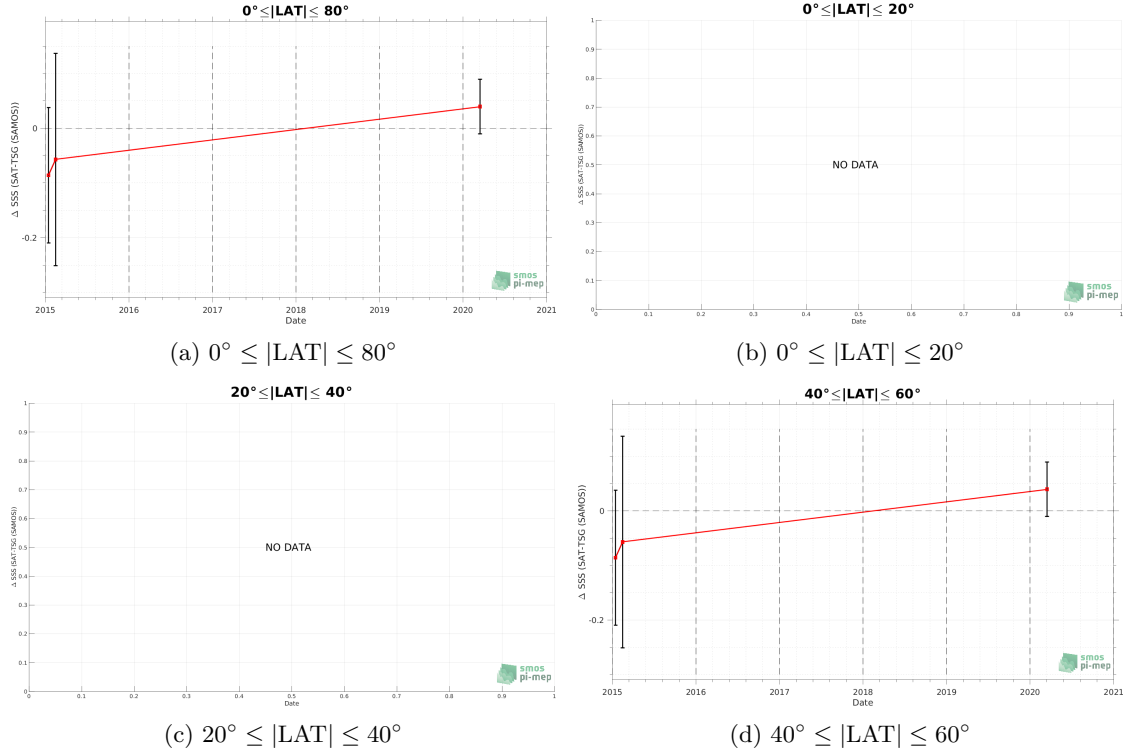 0°≤|LAT|≤ 80°
Δ SSS (SAT-TSG (SAMOS))
0
-0.2
2015 2016 2017 2018 2019 2020 2021
Date
smos
pi-mep
(a) 0° ≤ |LAT| ≤ 80°
0°≤|LAT|≤ 20°
Δ SSS (SAT-TSG (SAMOS))
1
0.9
0.8
0.7
0.6
0.5
0.4
0.3
0.2
0.1
0
NO DATA
0 0.1 0.2 0.3 0.4 0.5 0.6 0.7 0.8 0.9 1
Date
smos
pi-mep
(b) 0° ≤ |LAT| ≤ 20°
20°≤|LAT|≤ 40°
Δ SSS (SAT-TSG (SAMOS))
1
0.9
0.8
0.7
0.6
0.5
0.4
0.3
0.2
0.1
0
NO DATA
0 0.1 0.2 0.3 0.4 0.5 0.6 0.7 0.8 0.9 1
Date
smos
pi-mep
(c) 20° ≤ |LAT| ≤ 40°
40°≤|LAT|≤ 60°
Δ SSS (SAT-TSG (SAMOS))
0
-0.2
2015 2016 2017 2018 2019 2020 2021
Date
smos
pi-mep
(d) 40° ≤ |LAT| ≤ 60°